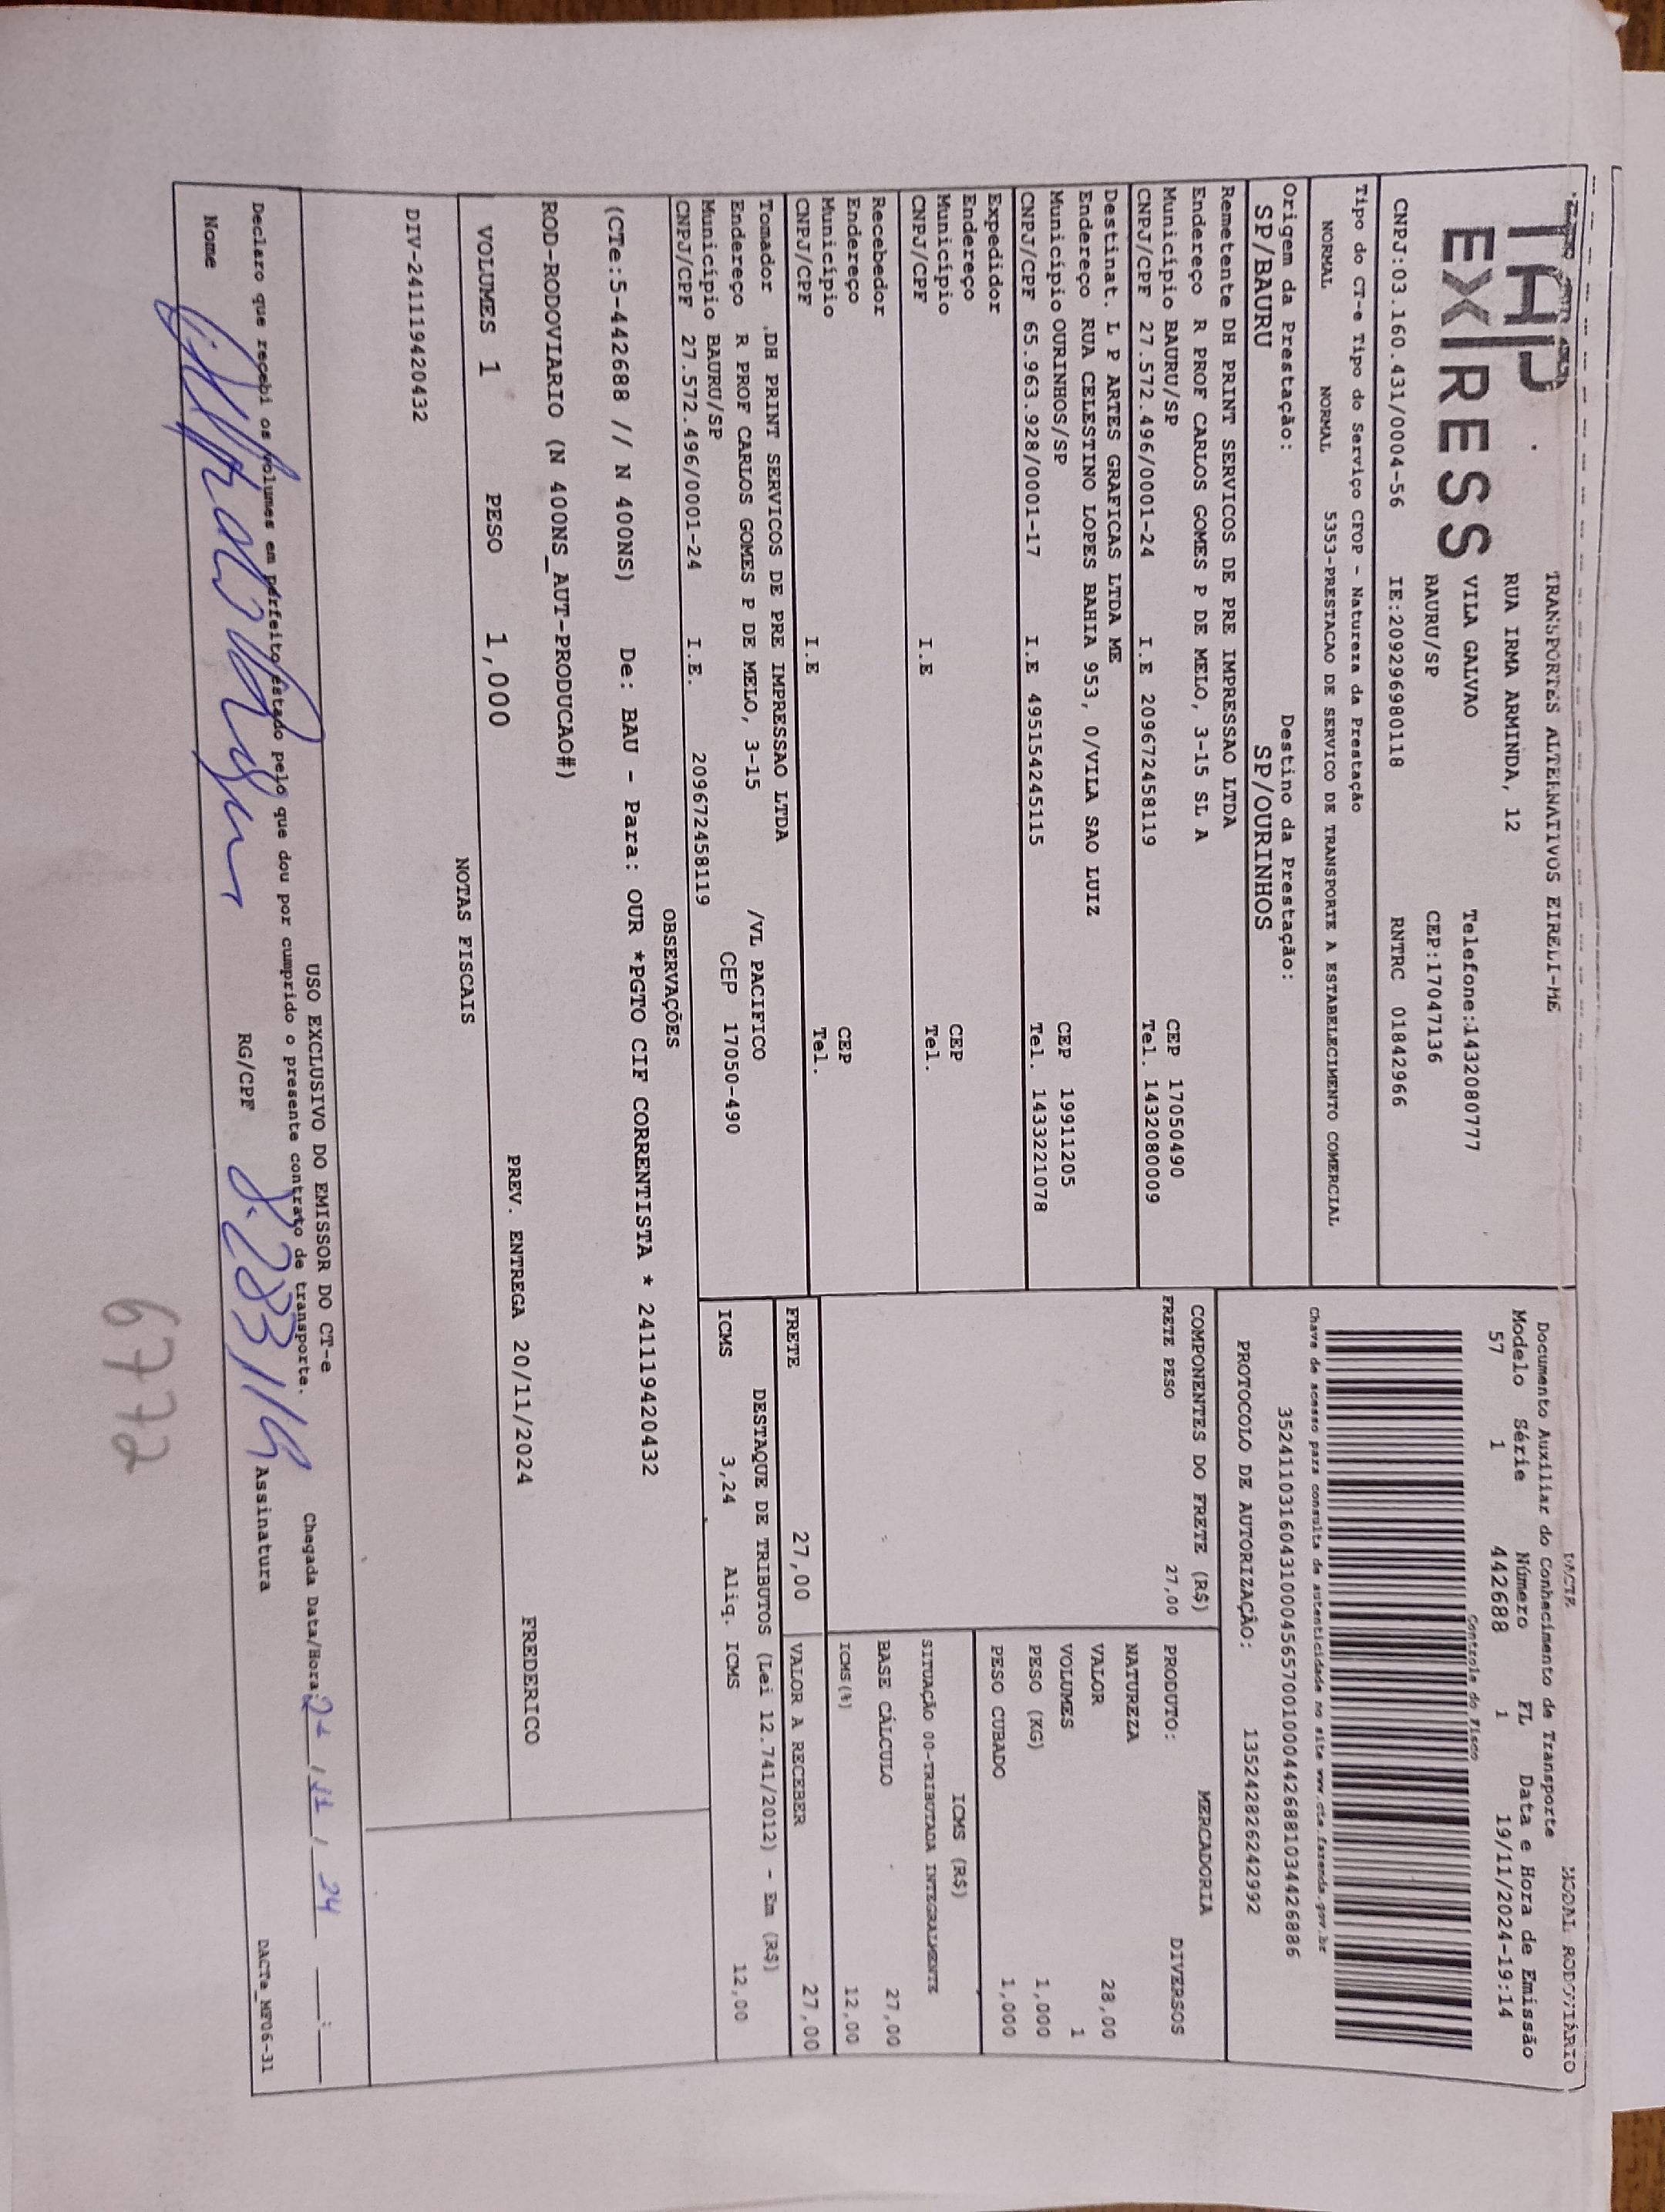 TRANSPORTES ALTERNATIVOS EIRELI-ME
EXPRESS
RUA IRMA ARMINDA, 12
VILA GALVAO Telefone:1432080777
BAURU/SP CEP:17047136
CNPJ:03.160.431/0004-56 IE:209296980118 RNTRC 01842966
Tipo do CT-e Tipo do Serviço CFOP - Natureza da Prestação
NORMAL NORMAL 5353-PRESTACAO DE SERVICO DE TRANSPORTE A ESTABELECIMENTO COMERCIAL
Origem da Prestação: Destino da Prestação:
SP/BAURU SP/OURINHOS
Remetente DH PRINT SERVICOS DE PRE IMPRESSAO LTDA
Endereço R PROF CARLOS GOMES P DE MELO, 3-15 SL A
Município BAURU/SP CEP 17050490
CNPJ/CPF 27.572.496/0001-24 I.E 209672458119 Tel. 1432080009
Destinat. L P ARTES GRAFICAS LTDA ME
Endereço RUA CELESTINO LOPES BAHIA 953, 0/VILA SAO LUIZ
Município OURINHOS/SP CEP 19911205
CNPJ/CPF 65.963.928/0001-17 I.E 495154245115 Tel. 1433221078
Expedidor
Endereço
Município CEP
CNPJ/CPF I.E Tel.
Recebedor
Endereço
Município CEP
CNPJ/CPF I.E Tel.
Tomador .DH PRINT SERVICOS DE PRE IMPRESSAO LTDA
Endereço R PROF CARLOS GOMES P DE MELO, 3-15 /VL PACIFICO
Município BAURU/SP CEP 17050-490
CNPJ/CPF 27.572.496/0001-24 I.E. 209672458119
DACTE MODAL RODOVIÁRIO
Documento Auxiliar do Conhecimento de Transporte
Modelo Série Número FL Data e Hora de Emissão
57 1 442688 1 19/11/2024-19:14
Controle do Fisco
Chave de acesso para consulta de autenticidade no site www.cte.fazenda.gov.br
35241103160431000456570010004426881034426886
PROTOCOLO DE AUTORIZAÇÃO: 135242826242992
COMPONENTES DO FRETE (R$)
FRETE PESO 27,00
MERCADORIA
PRODUTO: DIVERSOS
NATUREZA
VALOR 28,00
VOLUMES 1
PESO (KG) 1,000
PESO CUBADO 1,000
ICMS (R$)
SITUAÇÃO 00-TRIBUTADA INTEGRALMENTE
BASE CÁLCULO 27,00
ICMS(%) 12,00
FRETE 27,00 VALOR A RECEBER 27,00
DESTAQUE DE TRIBUTOS (Lei 12.741/2012) - Em (R$)
ICMS 3,24 Aliq. ICMS 12,00
OBSERVAÇÕES
(CTe:5-442688 // N 400NS) De: BAU - Para: OUR *PGTO CIF CORRENTISTA * 241119420432
ROD-RODOVIARIO (N 400NS_AUT-PRODUCAO#)
PREV. ENTREGA 20/11/2024 FREDERICO
VOLUMES 1 PESO 1,000
NOTAS FISCAIS
DIV-241119420432
USO EXCLUSIVO DO EMISSOR DO CT-e
Declaro que recebi os volumes em perfeito estado pelo que dou por cumprido o presente contrato de transporte.
Chegada Data/Hora: / 11 / 24 :
Nome RG/CPF Assinatura
DACTe_MF06-31
6772